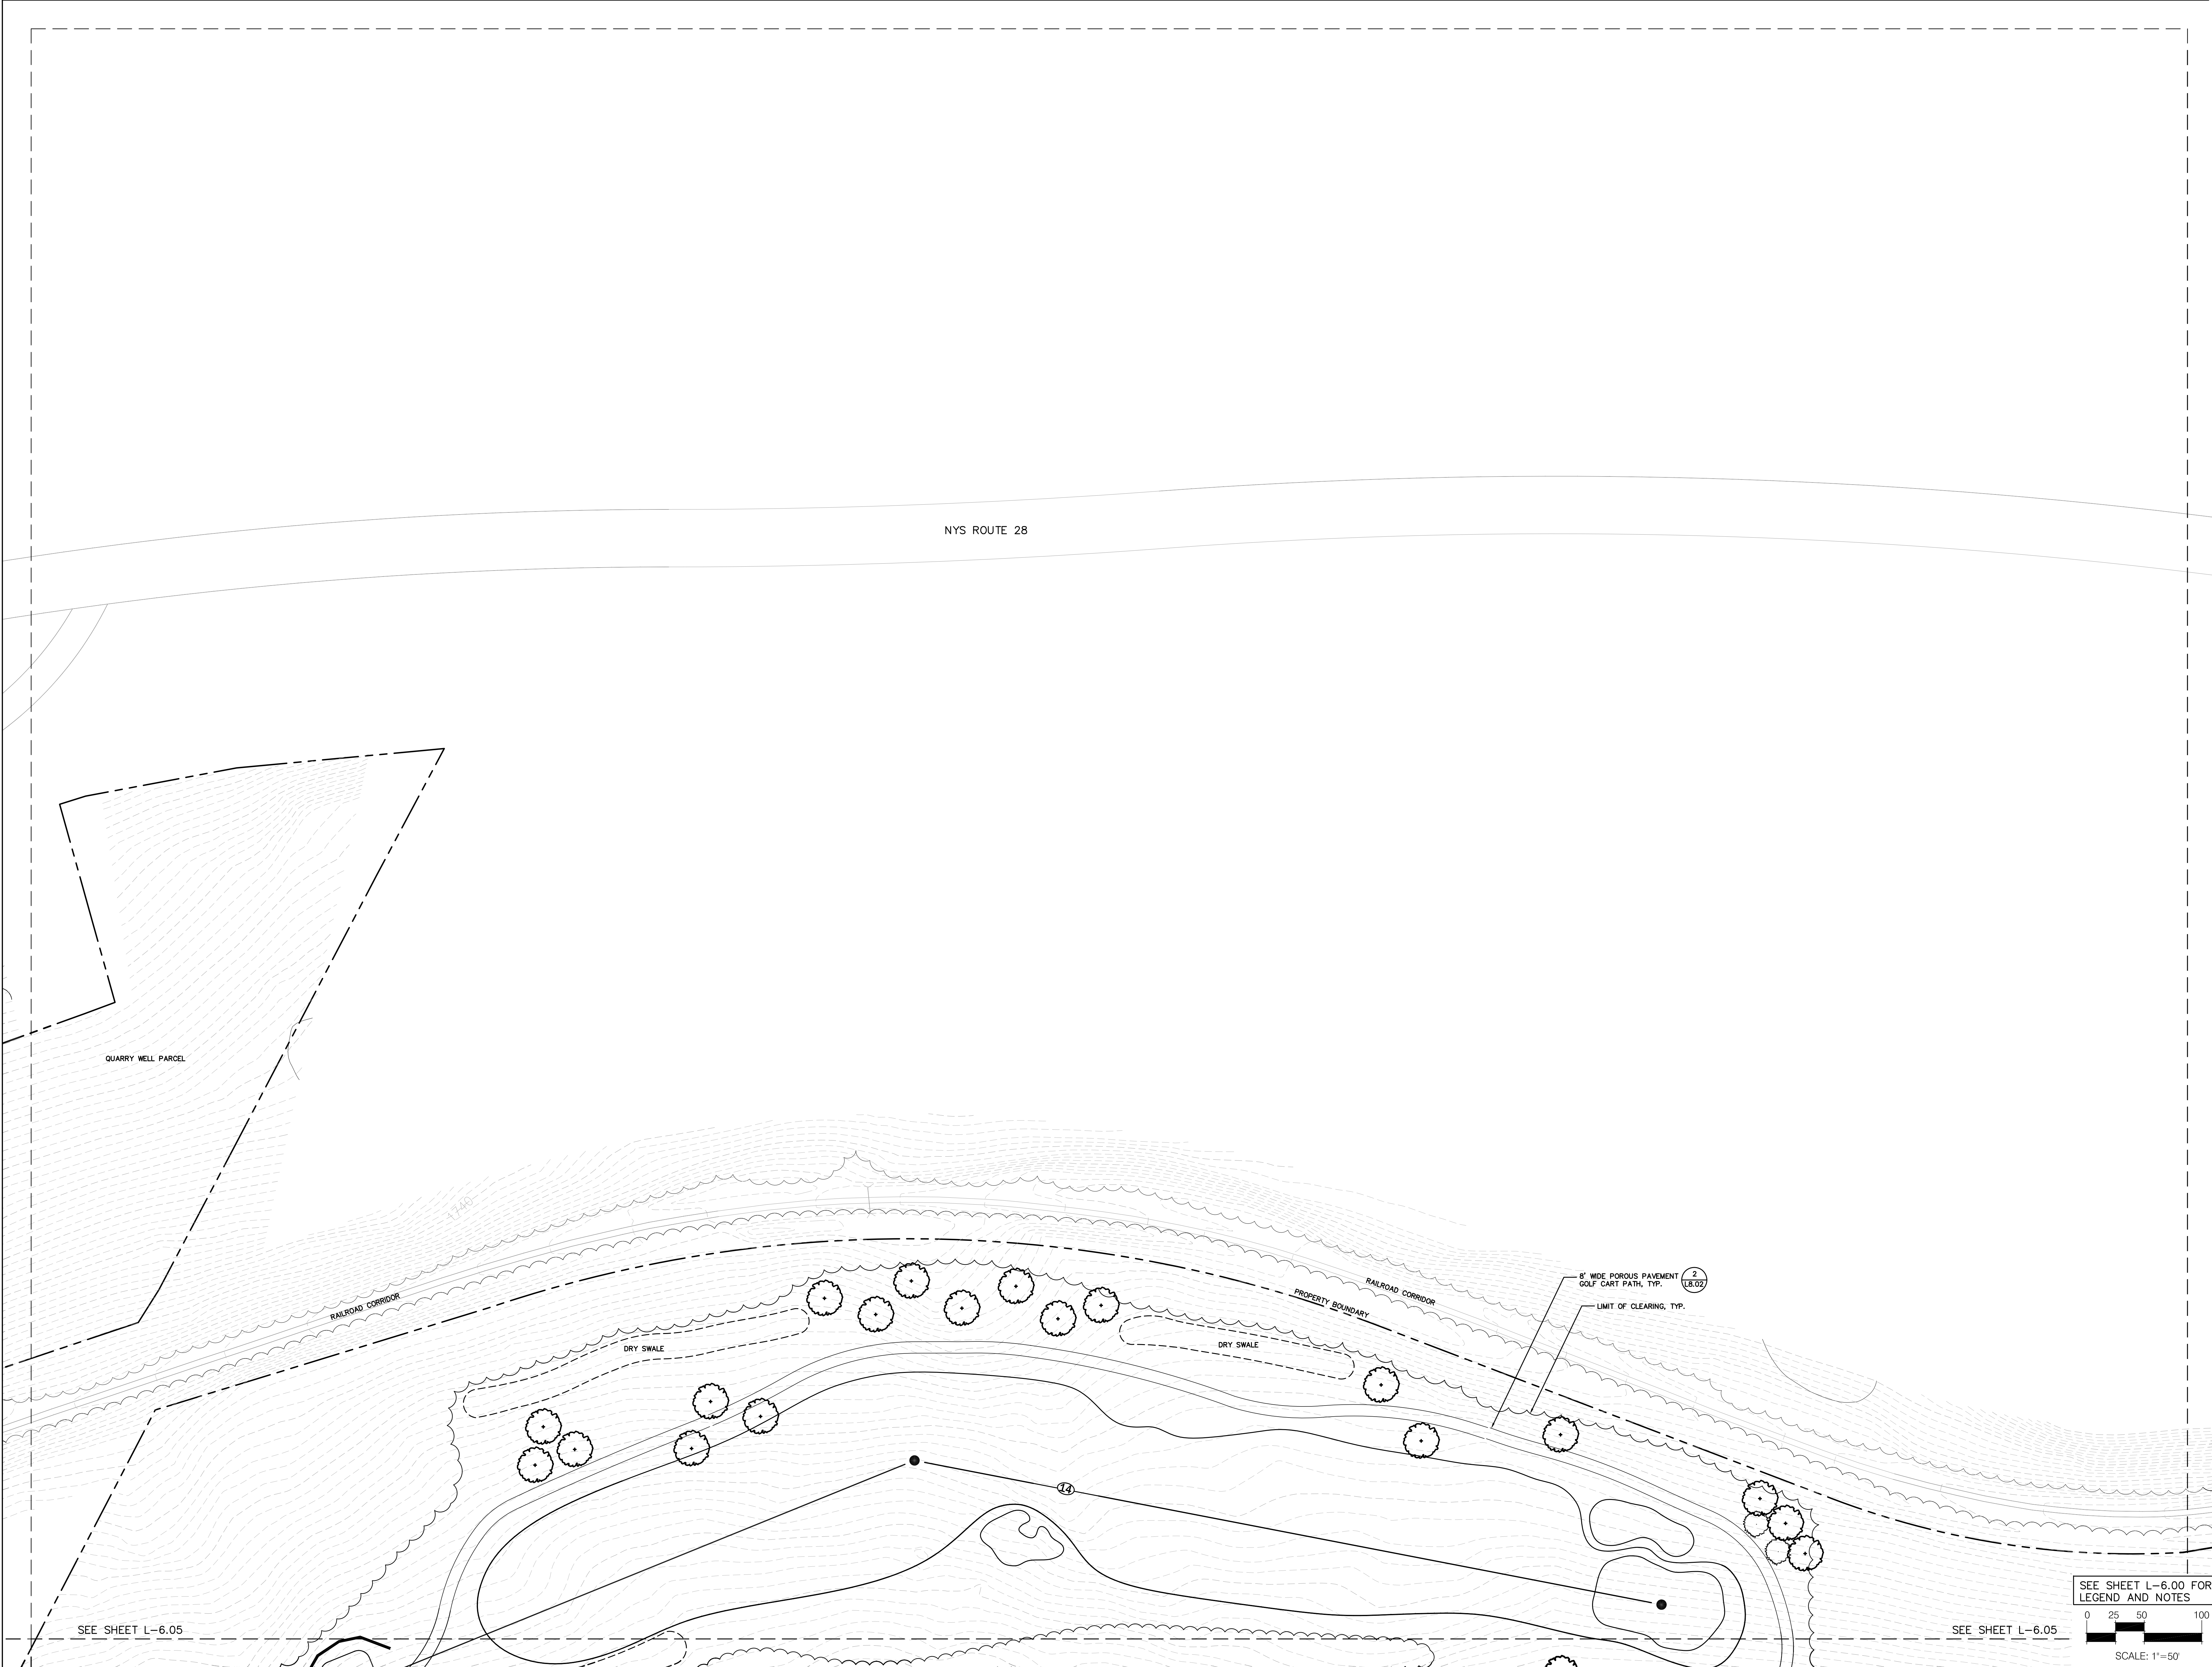 NYS ROUTE 28
QUARRY WELL PARCEL
1740
RAILROAD CORRIDOR
RAILROAD CORRIDOR
PROPERTY BOUNDARY
8' WIDE POROUS PAVEMENT
GOLF CART PATH, TYP.
2
L8.02
LIMIT OF CLEARING, TYP.
DRY SWALE
DRY SWALE
14
SEE SHEET L-6.00 FOR
LEGEND AND NOTES
0 25 50 100
SCALE: 1"=50'
SEE SHEET L-6.05
SEE SHEET L-6.05